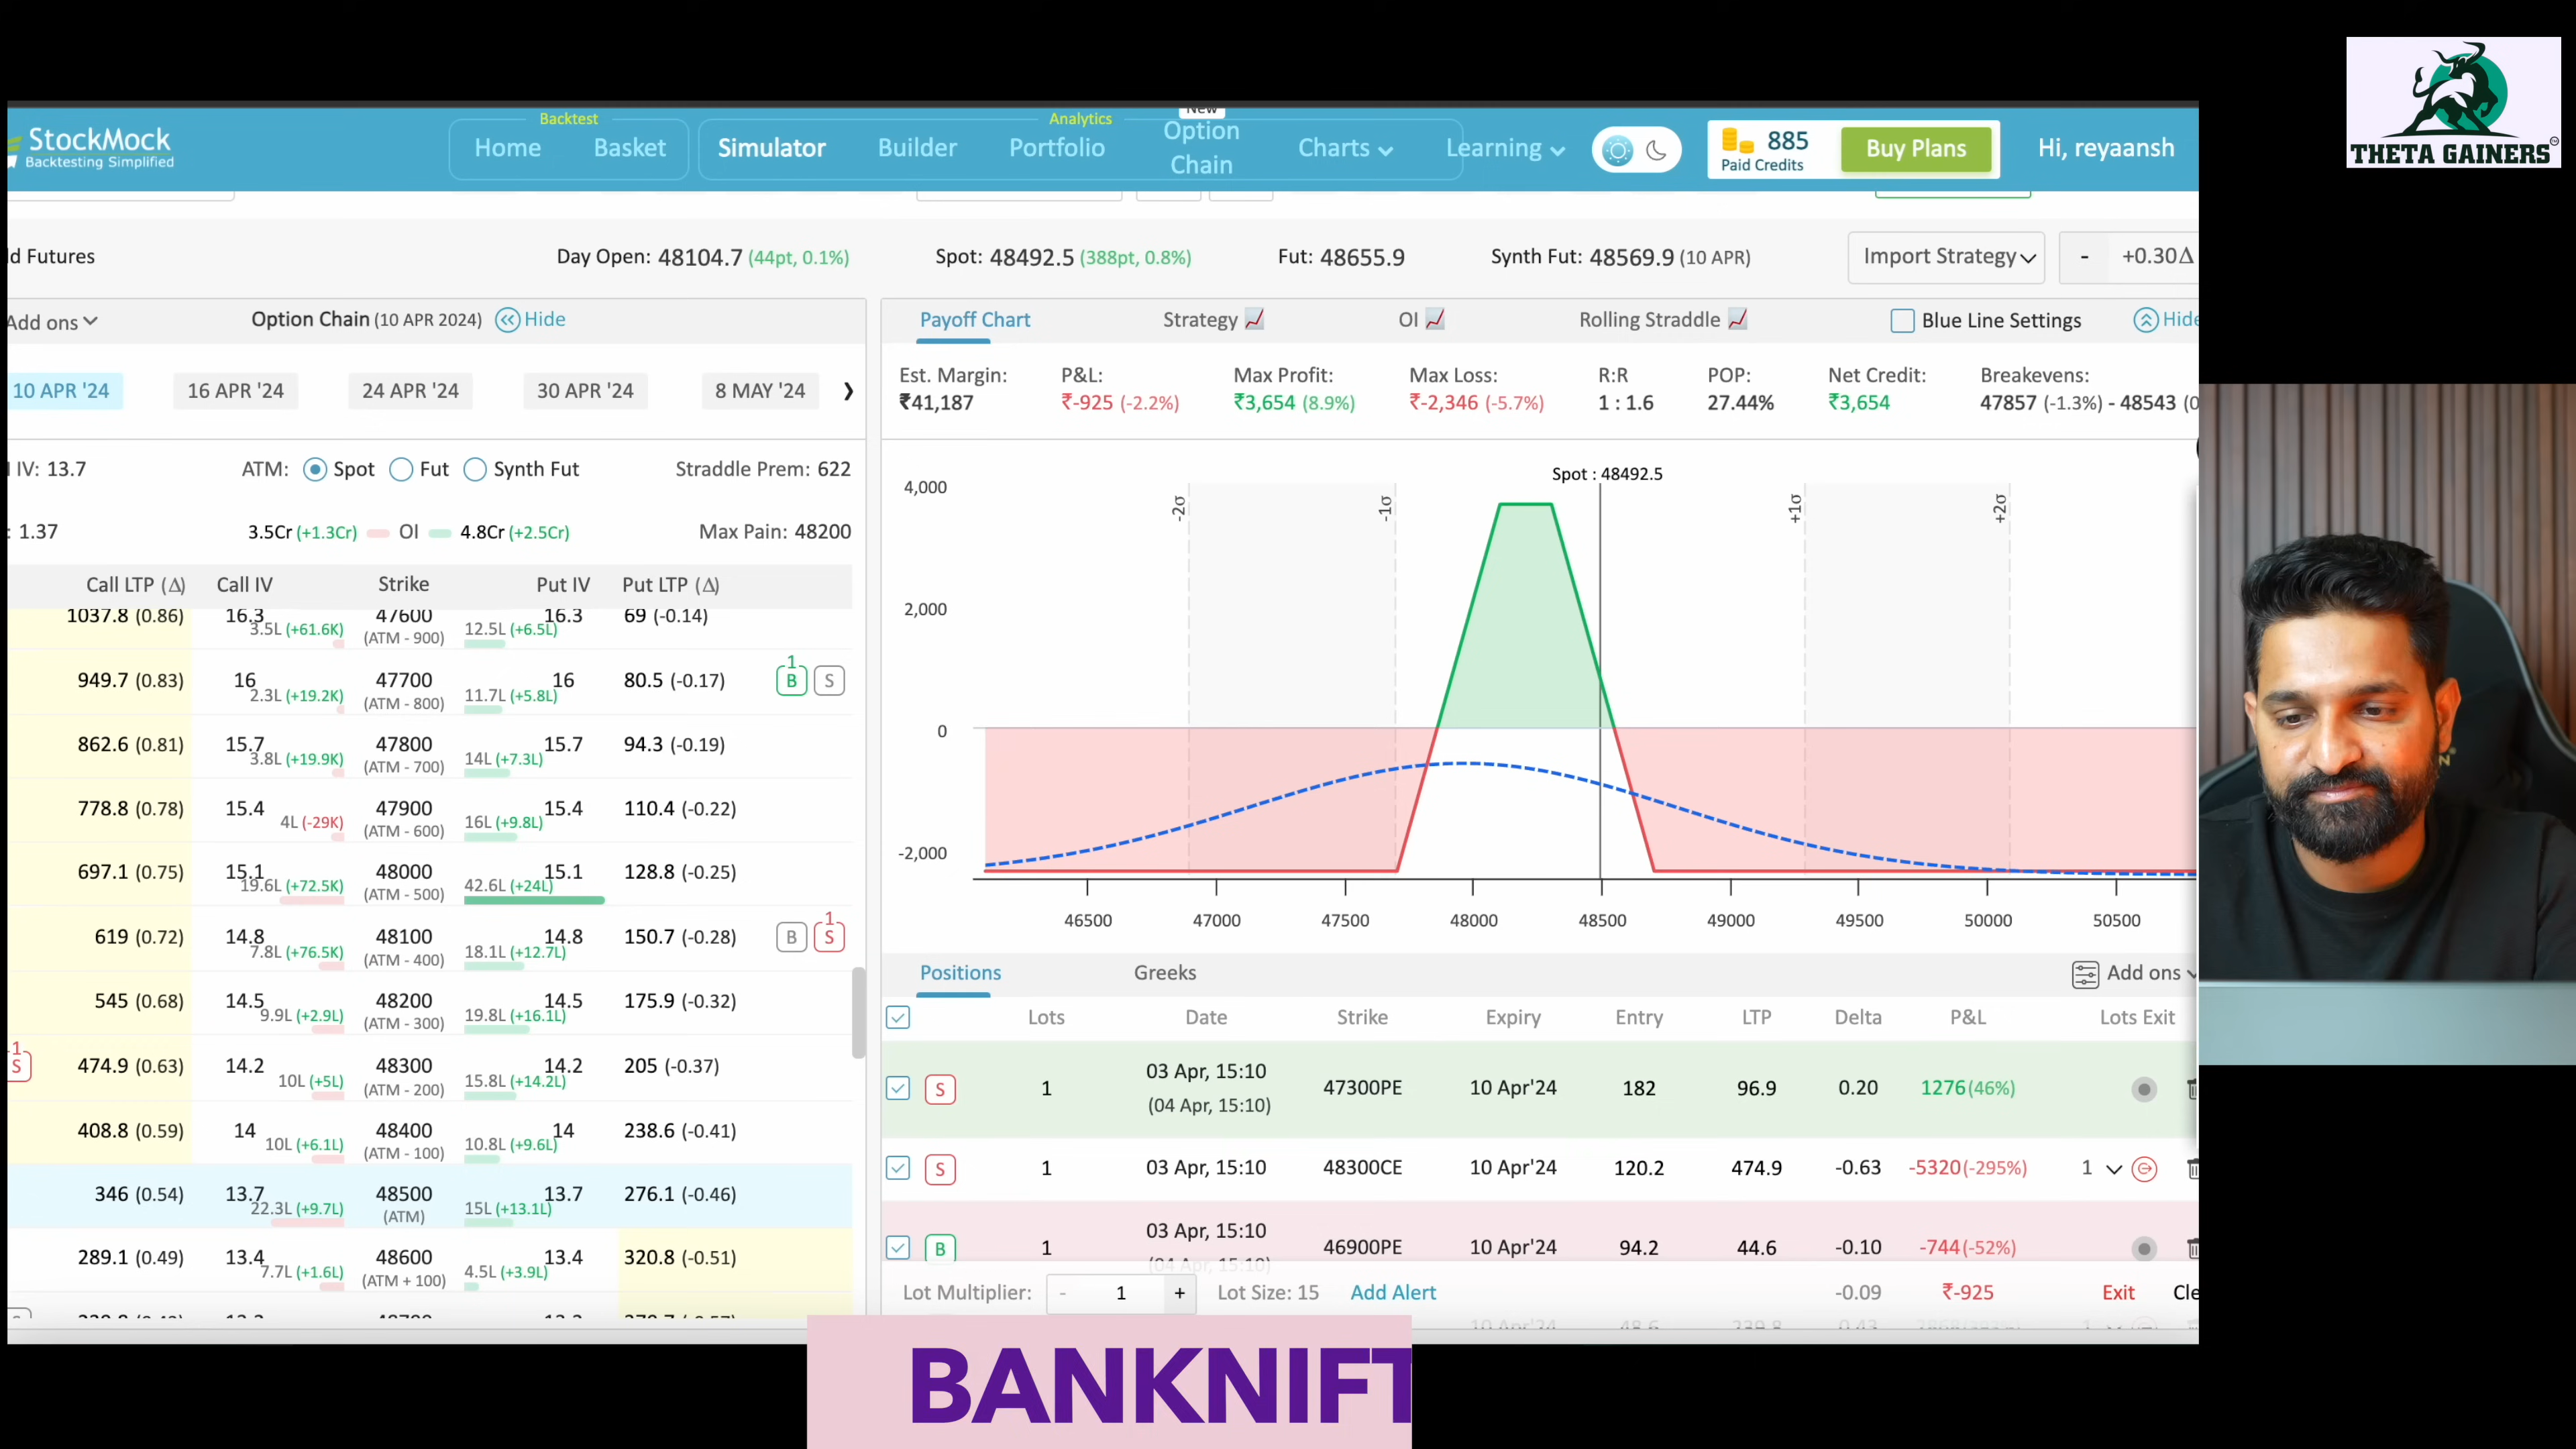 THETA GAINERS
New
StockMock
Backtesting Simplified
Backtest
Home
Basket
Simulator
Builder
Analytics
Portfolio
Option
Chain
Charts
Learning
885
Paid Credits
Buy Plans
Hi, reyaansh
d Futures
Day Open: 48104.7 (44pt, 0.1%)
Spot: 48492.5 (388pt, 0.8%)
Fut: 48655.9
Synth Fut: 48569.9 (10 APR)
Import Strategy
- +0.30Δ
Add ons
Option Chain (10 APR 2024)
Hide
10 APR '24
16 APR '24
24 APR '24
30 APR '24
8 MAY '24
IV: 13.7
ATM: Spot Fut Synth Fut
Straddle Prem: 622
: 1.37
3.5Cr (+1.3Cr) OI 4.8Cr (+2.5Cr)
Max Pain: 48200
Call LTP (Δ) Call IV Strike Put IV Put LTP (Δ)
1037.8 (0.86) 16.3 47600 16.3 69 (-0.14)
3.5L (+61.6K) (ATM - 900) 12.5L (+6.5L)
949.7 (0.83) 16 47700 16 80.5 (-0.17) 1 B S
2.3L (+19.2K) (ATM - 800) 11.7L (+5.8L)
862.6 (0.81) 15.7 47800 15.7 94.3 (-0.19)
3.8L (+19.9K) (ATM - 700) 14L (+7.3L)
778.8 (0.78) 15.4 47900 15.4 110.4 (-0.22)
4L (-29K) (ATM - 600) 16L (+9.8L)
697.1 (0.75) 15.1 48000 15.1 128.8 (-0.25)
19.6L (+72.5K) (ATM - 500) 42.6L (+24L)
619 (0.72) 14.8 48100 14.8 150.7 (-0.28) B 1 S
7.8L (+76.5K) (ATM - 400) 18.1L (+12.7L)
545 (0.68) 14.5 48200 14.5 175.9 (-0.32)
9.9L (+2.9L) (ATM - 300) 19.8L (+16.1L)
1 S 474.9 (0.63) 14.2 48300 14.2 205 (-0.37)
10L (+5L) (ATM - 200) 15.8L (+14.2L)
408.8 (0.59) 14 48400 14 238.6 (-0.41)
10L (+6.1L) (ATM - 100) 10.8L (+9.6L)
346 (0.54) 13.7 48500 13.7 276.1 (-0.46)
22.3L (+9.7L) (ATM) 15L (+13.1L)
289.1 (0.49) 13.4 48600 13.4 320.8 (-0.51)
7.7L (+1.6L) (ATM + 100) 4.5L (+3.9L)
Payoff Chart
Strategy
OI
Rolling Straddle
Blue Line Settings
Hide
Est. Margin: P&L: Max Profit: Max Loss: R:R POP: Net Credit: Breakevens:
₹41,187 ₹-925 (-2.2%) ₹3,654 (8.9%) ₹-2,346 (-5.7%) 1 : 1.6 27.44% ₹3,654 47857 (-1.3%) - 48543 (0
Spot : 48492.5
-2σ
-1σ
+1σ
+2σ
4,000
2,000
0
-2,000
46500 47000 47500 48000 48500 49000 49500 50000 50500
Positions
Greeks
Add ons
Lots Date Strike Expiry Entry LTP Delta P&L Lots Exit
S 1 03 Apr, 15:10 47300PE 10 Apr'24 182 96.9 0.20 1276(46%)
(04 Apr, 15:10)
S 1 03 Apr, 15:10 48300CE 10 Apr'24 120.2 474.9 -0.63 -5320(-295%) 1
B 1 03 Apr, 15:10 46900PE 10 Apr'24 94.2 44.6 -0.10 -744(-52%)
(04 Apr, 15:10)
Lot Multiplier: - 1 + Lot Size: 15 Add Alert -0.09 ₹-925 Exit Cle
BANKNIFT